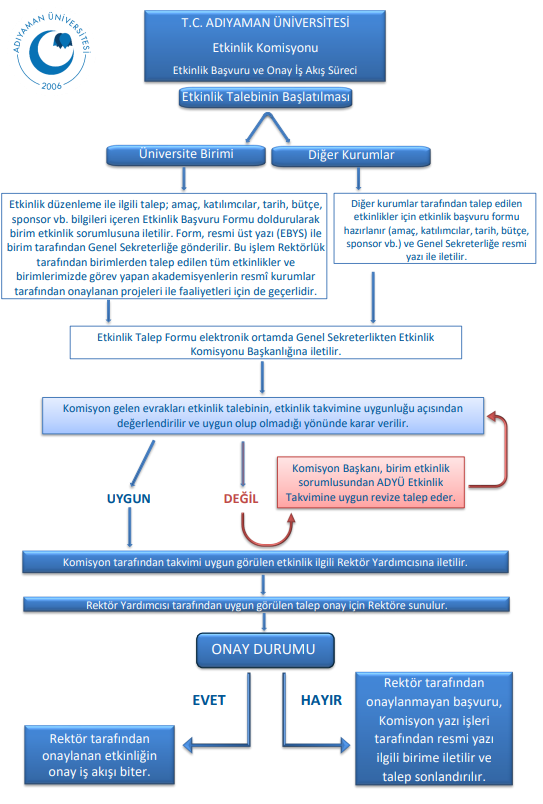 ADIYAMAN ÜNİVERSİTESİ
2006
T.C. ADIYAMAN ÜNİVERSİTESİ
Etkinlik Komisyonu
Etkinlik Başvuru ve Onay İş Akış Süreci
Etkinlik Talebinin Başlatılması
Üniversite Birimi
Diğer Kurumlar
Etkinlik düzenleme ile ilgili talep; amaç, katılımcılar, tarih, bütçe,
sponsor vb. bilgileri içeren Etkinlik Başvuru Formu doldurularak
birim etkinlik sorumlusuna iletilir. Form, resmi üst yazı (EBYS) ile
birim tarafından Genel Sekreterliğe gönderilir. Bu işlem Rektörlük
tarafından birimlerden talep edilen tüm etkinlikler ve
birimlerimizde görev yapan akademisyenlerin resmî kurumlar
tarafından onaylanan projeleri ile faaliyetleri için de geçerlidir.
Diğer kurumlar tarafından talep edilen
etkinlikler için etkinlik başvuru formu
hazırlanır (amaç, katılımcılar, tarih, bütçe,
sponsor vb.) ve Genel Sekreterliğe resmi
yazı ile iletilir.
Etkinlik Talep Formu elektronik ortamda Genel Sekreterlikten Etkinlik
Komisyonu Başkanlığına iletilir.
Komisyon gelen evrakları etkinlik talebinin, etkinlik takvimine uygunluğu açısından
değerlendirilir ve uygun olup olmadığı yönünde karar verilir.
Komisyon Başkanı, birim etkinlik
sorumlusundan ADYÜ Etkinlik
Takvimine uygun revize talep eder.
UYGUN
DEĞİL
Komisyon tarafından takvimi uygun görülen etkinlik ilgili Rektör Yardımcısına iletilir.
Rektör Yardımcısı tarafından uygun görülen talep onay için Rektöre sunulur.
ONAY DURUMU
EVET
HAYIR
Rektör tarafından
onaylanan etkinliğin
onay iş akışı biter.
Rektör tarafından
onaylanmayan başvuru,
Komisyon yazı işleri
tarafından resmi yazı
ilgili birime iletilir ve
talep sonlandırılır.